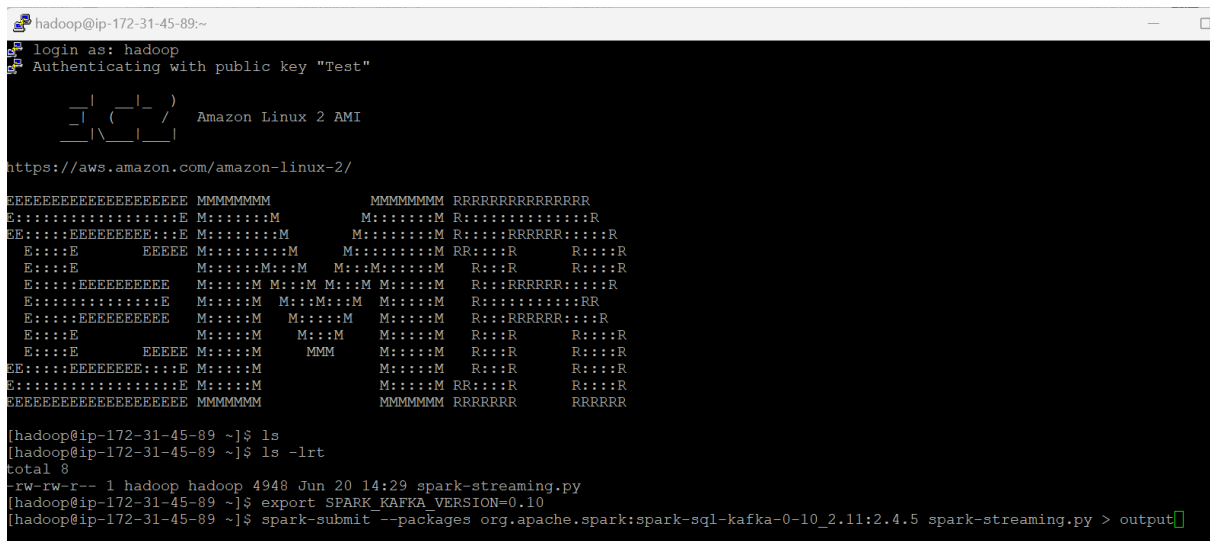 hadoop@ip-172-31-45-89:~
login as: hadoop
Authenticating with public key "Test"
       __|  __|_  )
       _|  (     /   Amazon Linux 2 AMI
      ___|\___|___|
https://aws.amazon.com/amazon-linux-2/
EEEEEEEEEEEEEEEEEEEE MMMMMMMM           MMMMMMMM RRRRRRRRRRRRRRR
E::::::::::::::::::E M:::::::M         M:::::::M R::::::::::::::R
EE:::::EEEEEEEEE:::E M::::::::M       M::::::::M R:::::RRRRRR:::::R
  E::::E       EEEEE M:::::::::M     M:::::::::M RR::::R      R::::R
  E::::E             M::::::M:::M   M:::M::::::M   R:::R      R::::R
  E:::::EEEEEEEEEE   M:::::M M:::M M:::M M:::::M   R:::RRRRRR:::::R
  E::::::::::::::E   M:::::M  M:::M:::M  M:::::M   R:::::::::::RR
  E:::::EEEEEEEEEE   M:::::M   M:::::M   M:::::M   R:::RRRRRR::::R
  E::::E             M:::::M    M:::M    M:::::M   R:::R      R::::R
  E::::E       EEEEE M:::::M     MMM     M:::::M   R:::R      R::::R
EE:::::EEEEEEEE::::E M:::::M             M:::::M   R:::R      R::::R
E::::::::::::::::::E M:::::M             M:::::M RR::::R      R::::R
EEEEEEEEEEEEEEEEEEEE MMMMMMM             MMMMMMM RRRRRRR      RRRRRR
[hadoop@ip-172-31-45-89 ~]$ ls
[hadoop@ip-172-31-45-89 ~]$ ls -lrt
total 8
-rw-rw-r-- 1 hadoop hadoop 4948 Jun 20 14:29 spark-streaming.py
[hadoop@ip-172-31-45-89 ~]$ export SPARK_KAFKA_VERSION=0.10
[hadoop@ip-172-31-45-89 ~]$ spark-submit --packages org.apache.spark:spark-sql-kafka-0-10_2.11:2.4.5 spark-streaming.py > output